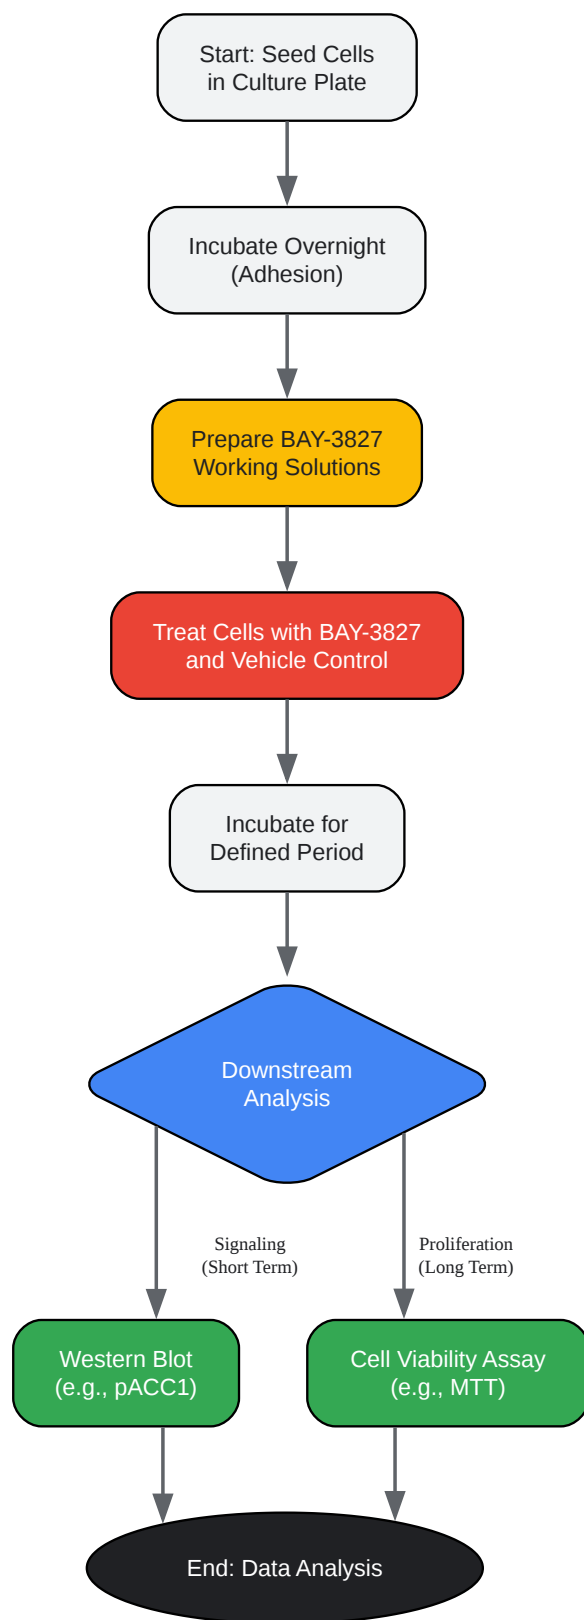 Start: Seed Cells
in Culture Plate
Incubate Overnight
(Adhesion)
Prepare BAY-3827
Working Solutions
Treat Cells with BAY-3827
and Vehicle Control
Incubate for
Defined Period
Downstream
Analysis
Signaling
(Short Term)
Proliferation
(Long Term)
Western Blot
(e.g., pACC1)
Cell Viability Assay
(e.g., MTT)
End: Data Analysis